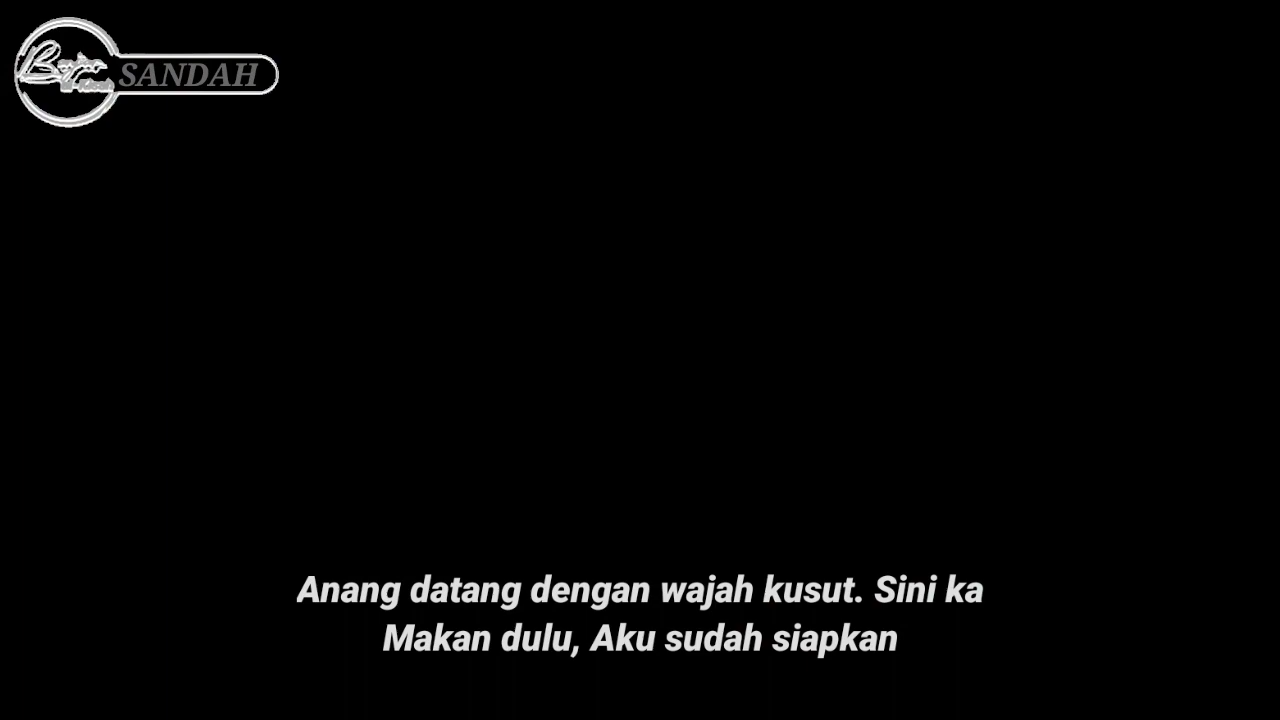 SANDAH
Anang datang dengan wajah kusut. Sini ka
Makan dulu, Aku sudah siapkan